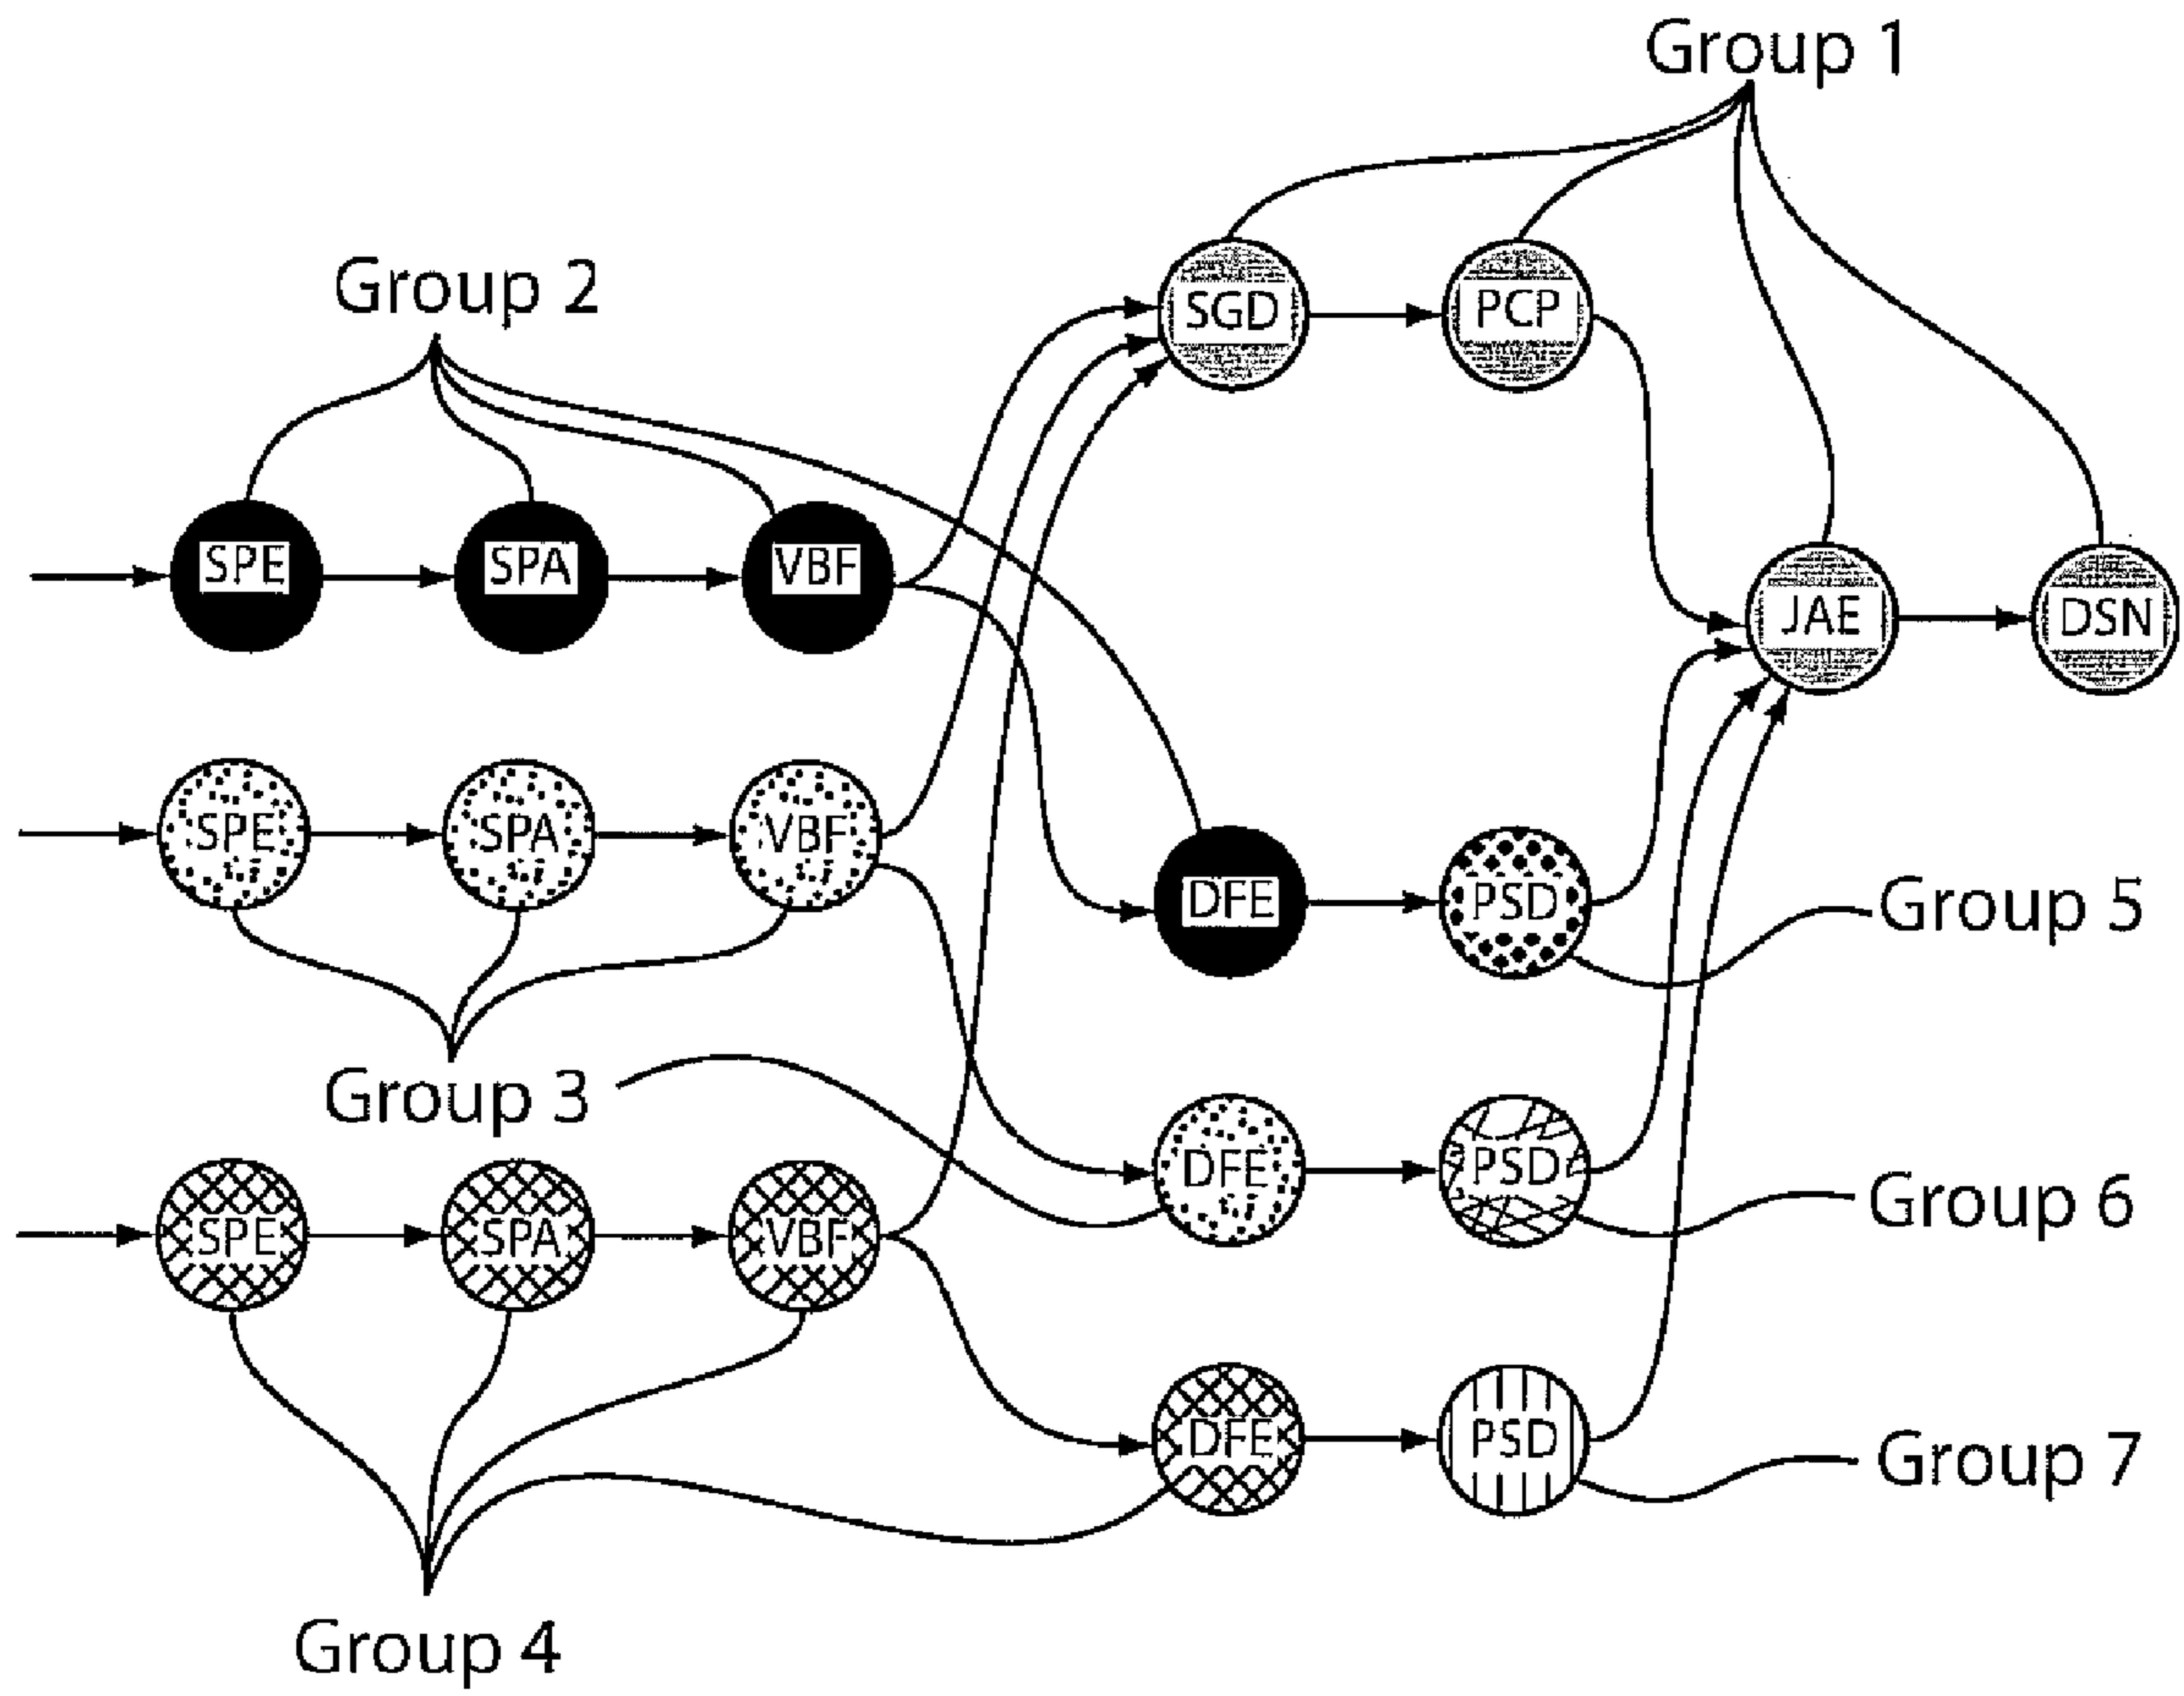 Group 1
Group 2
SGD
PCP
SPE
SPA
VBF
JAE
DSN
SPE
SPA
VBF
DFE
PSD
Group 5
Group 3
DFE
PSD
Group 6
SPE
SPA
VBF
DFE
PSD
Group 7
Group 4